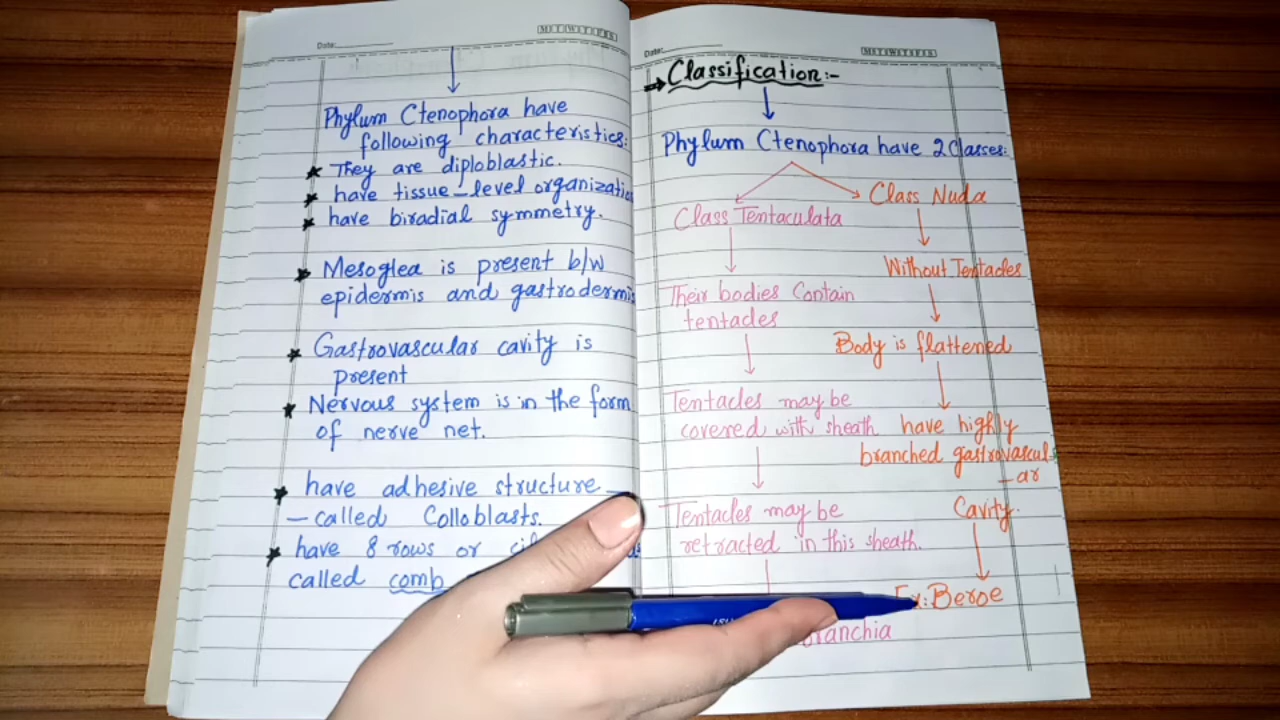 Date:
M T W T F S S
Phylum Ctenophora have
following characteristics:
They are diploblastic.
have tissue-level organizatio
have biradial symmetry.
Mesoglea is present b/w
epidermis and gastrodermis
Gastrovascular cavity is
present
Nervous system is in the form
of nerve net.
have adhesive structure -
- called Colloblasts.
have 8 rows or
called comb
Date:
M T W T F S S
Classification:-
Phylum Ctenophora have 2 Classes:
Class Tentaculata
Their bodies Contain
tentacles
Tentacles may be
covered with sheath
Tentacles may be
retracted in this sheath.
branchia
Class Nuda
Without Tentacles
Body is flattened
have highly
branched gastrovascul
-ar
Cavity.
Ex: Beroe